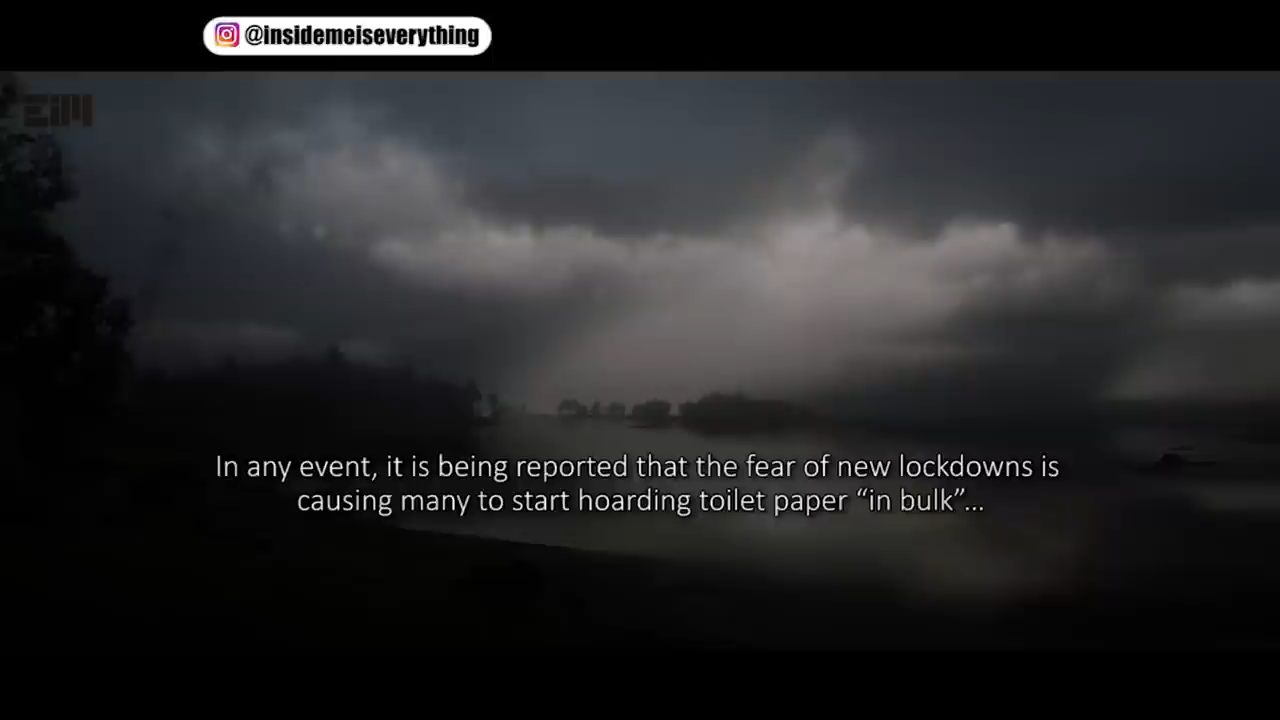 @insidemeiseverything
EIM
In any event, it is being reported that the fear of new lockdowns is
causing many to start hoarding toilet paper “in bulk”...